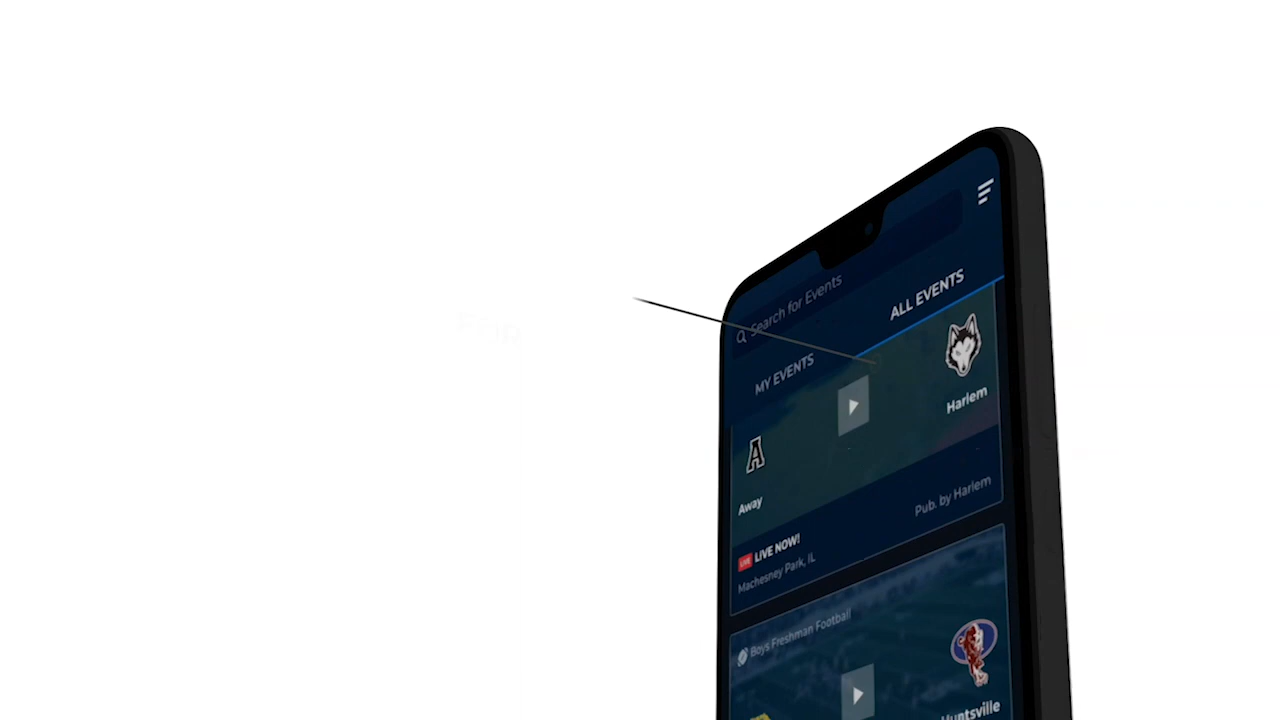 Search for Events
MY EVENTS
ALL EVENTS
A
Away
Harlem
Pub. by Harlem
LIVE LIVE NOW!
Machesney Park, IL
Boys Freshman Football
Huntsville